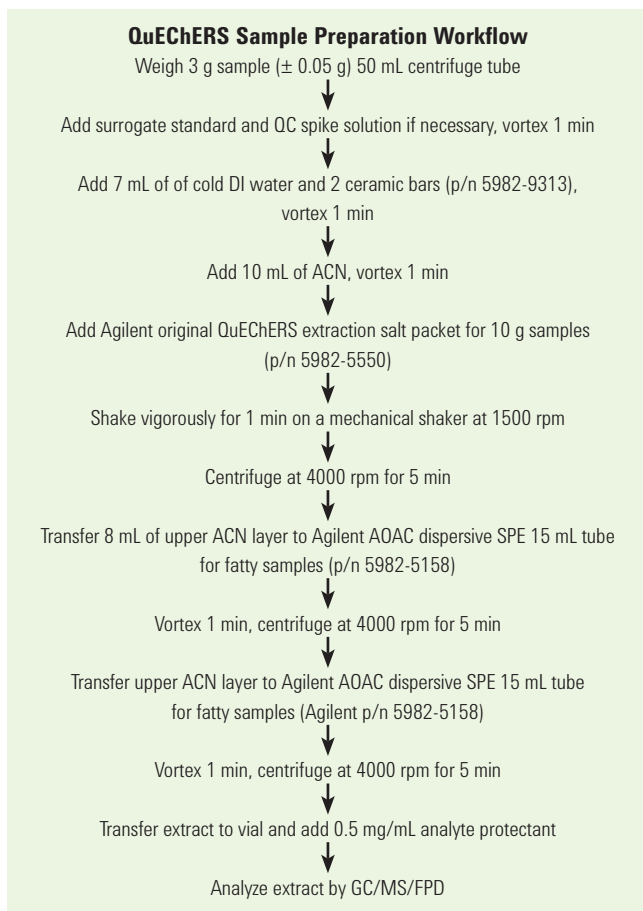 QuEChERS Sample Preparation Workflow
Weigh 3 g sample (± 0.05 g) 50 mL centrifuge tube
Add surrogate standard and QC spike solution if necessary, vortex 1 min
Add 7 mL of of cold DI water and 2 ceramic bars (p/n 5982-9313),
vortex 1 min
Add 10 mL of ACN, vortex 1 min
Add Agilent original QuEChERS extraction salt packet for 10 g samples
(p/n 5982-5550)
Shake vigorously for 1 min on a mechanical shaker at 1500 rpm
Centrifuge at 4000 rpm for 5 min
Transfer 8 mL of upper ACN layer to Agilent AOAC dispersive SPE 15 mL tube
for fatty samples (p/n 5982-5158)
Vortex 1 min, centrifuge at 4000 rpm for 5 min
Transfer upper ACN layer to Agilent AOAC dispersive SPE 15 mL tube
for fatty samples (Agilent p/n 5982-5158)
Vortex 1 min, centrifuge at 4000 rpm for 5 min
Transfer extract to vial and add 0.5 mg/mL analyte protectant
Analyze extract by GC/MS/FPD